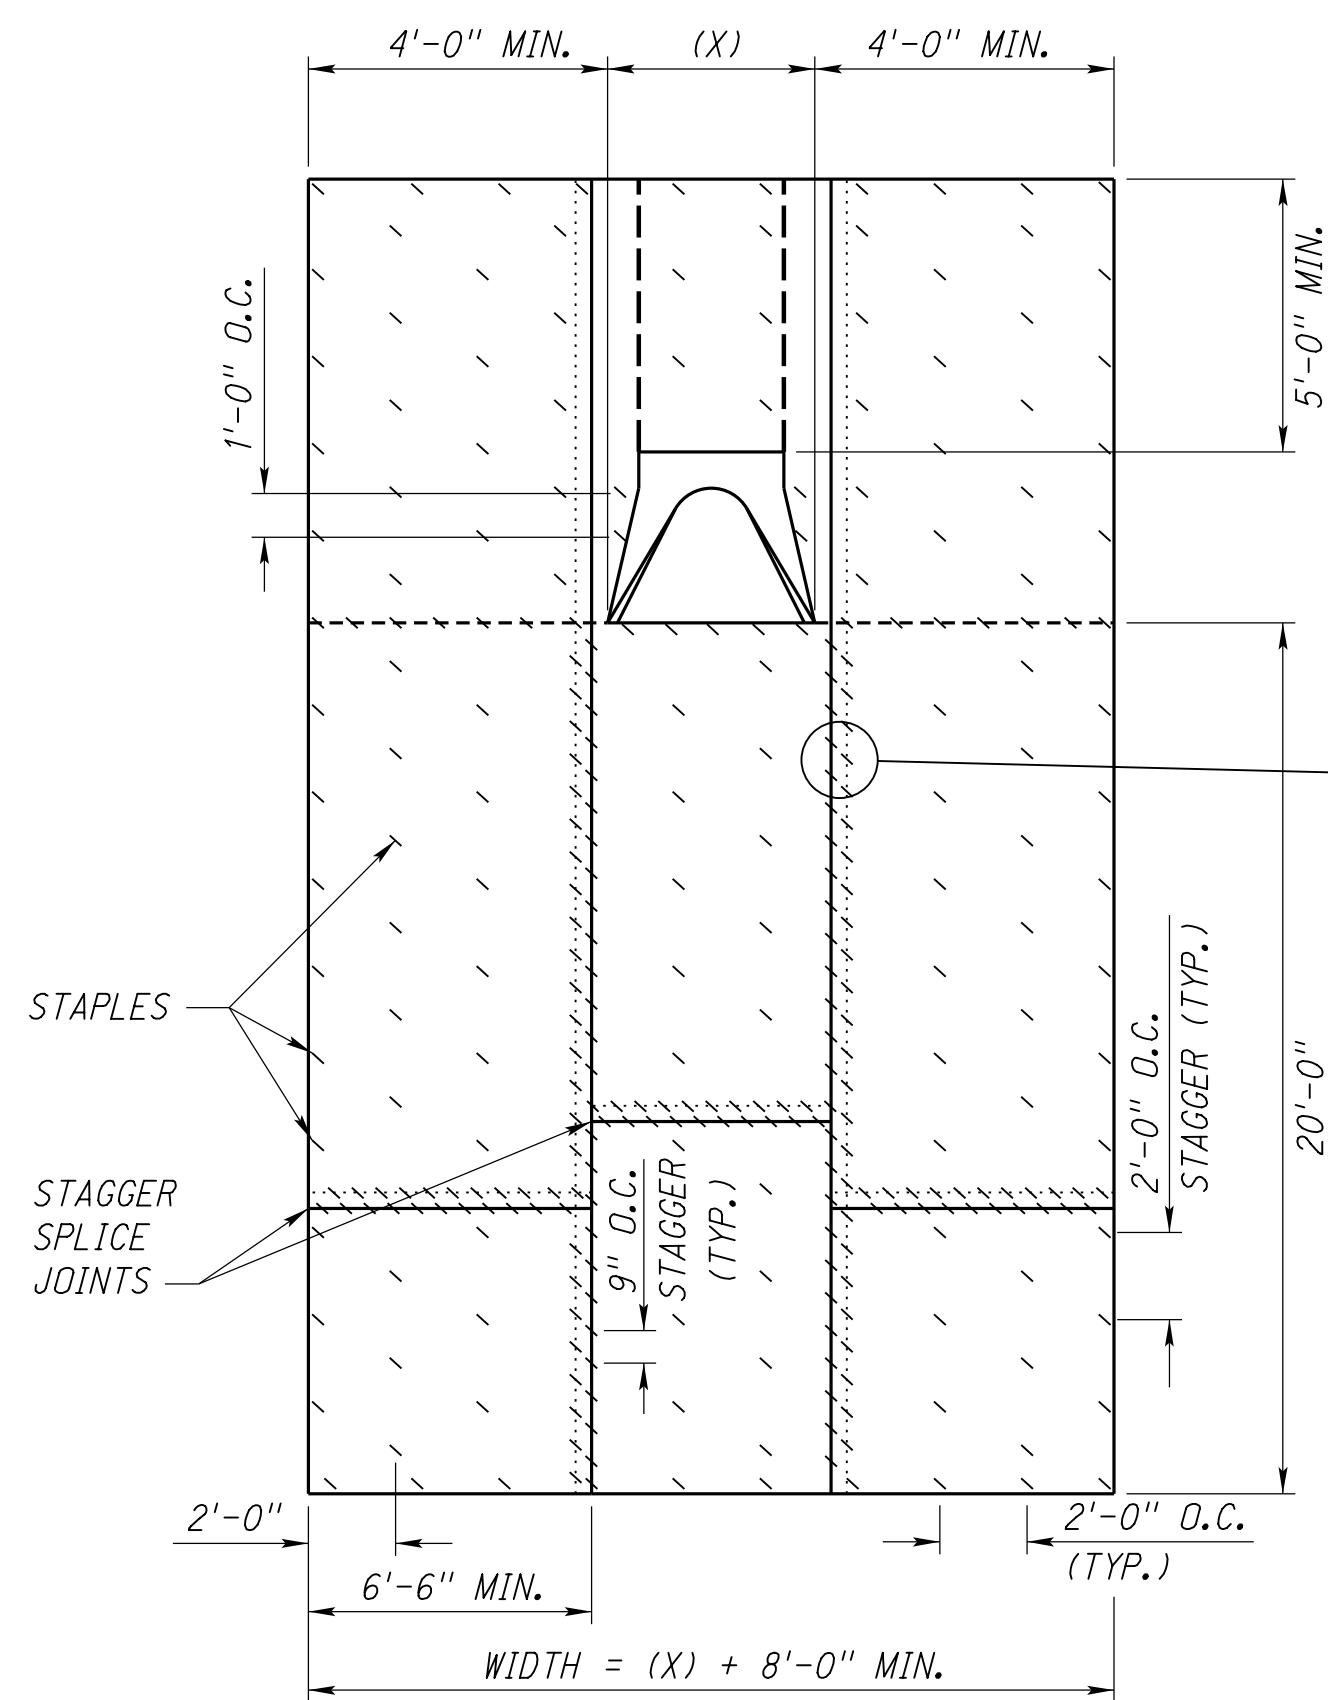 4'-0" MIN.
(X)
4'-0" MIN.
5'-0" MIN.
1'-0" O.C.
STAPLES
2'-0" O.C.
STAGGER (TYP.)
20'-0"
STAGGER
SPLICE
JOINTS
9" O.C.
STAGGER
(TYP.)
2'-0"
2'-0" O.C.
(TYP.)
6'-6" MIN.
WIDTH = (X) + 8'-0" MIN.